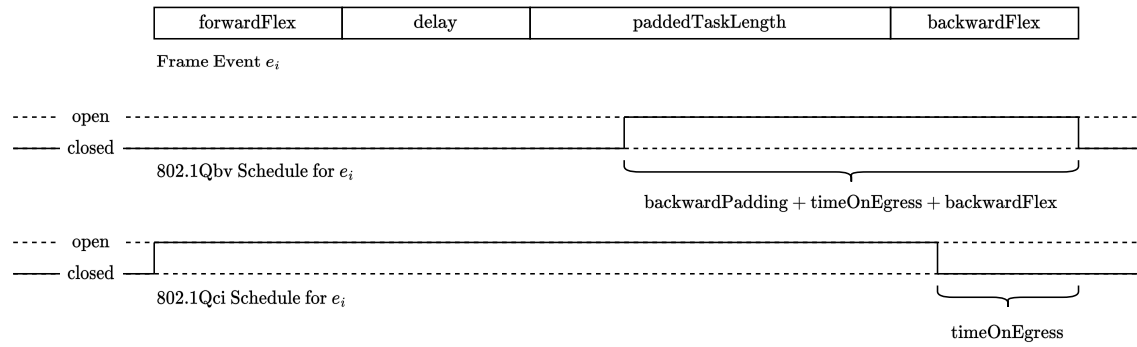 forwardFlex delay paddedTaskLength backwardFlex
Frame Event e_i
open
closed
802.1Qbv Schedule for e_i
backwardPadding + timeOnEgress + backwardFlex
open
closed
802.1Qci Schedule for e_i
timeOnEgress